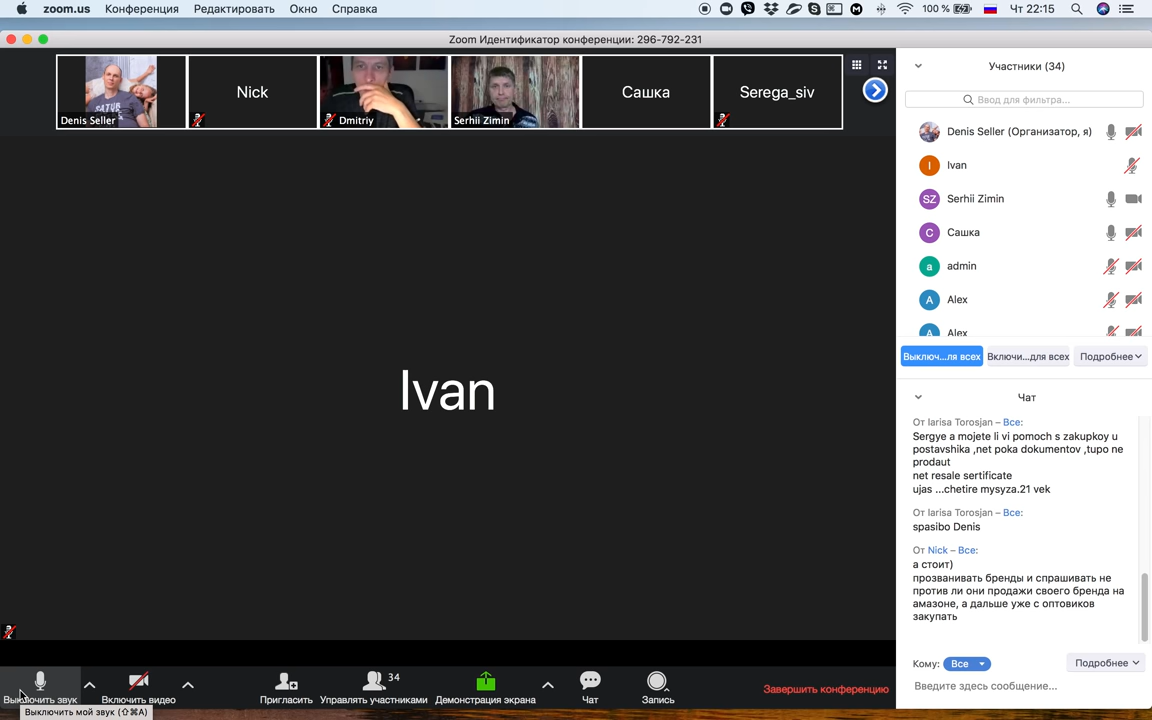 zoom.us Конференция Редактировать Окно Справка
100 % Чт 22:15
Zoom Идентификатор конференции: 296-792-231
Denis Seller
Nick
Dmitriy
Serhii Zimin
Сашка
Serega_siv
Ivan
Участники (34)
Ввод для фильтра...
Denis Seller (Организатор, я)
I Ivan
SZ Serhii Zimin
С Сашка
a admin
A Alex
A Alex
Выключ...ля всех Включи...для всех Подробнее
Чат
От larisa Torosjan – Все:
Sergye a mojete li vi pomoch s zakupkoy u
postavshika ,net poka dokumentov ,tupo ne
prodaut
net resale sertificate
ujas ...chetire mysyza.21 vek
От larisa Torosjan – Все:
spasibo Denis
От Nick – Все:
а стоит)
прозванивать бренды и спрашивать не
против ли они продажи своего бренда на
амазоне, а дальше уже с оптовиков
закупать
Кому: Все Подробнее
Введите здесь сообщение...
Выключить звук Включить видео Пригласить 34 Управлять участниками Демонстрация экрана Чат Запись Завершить конференцию
Выключить мой звук (⇧⌘A)